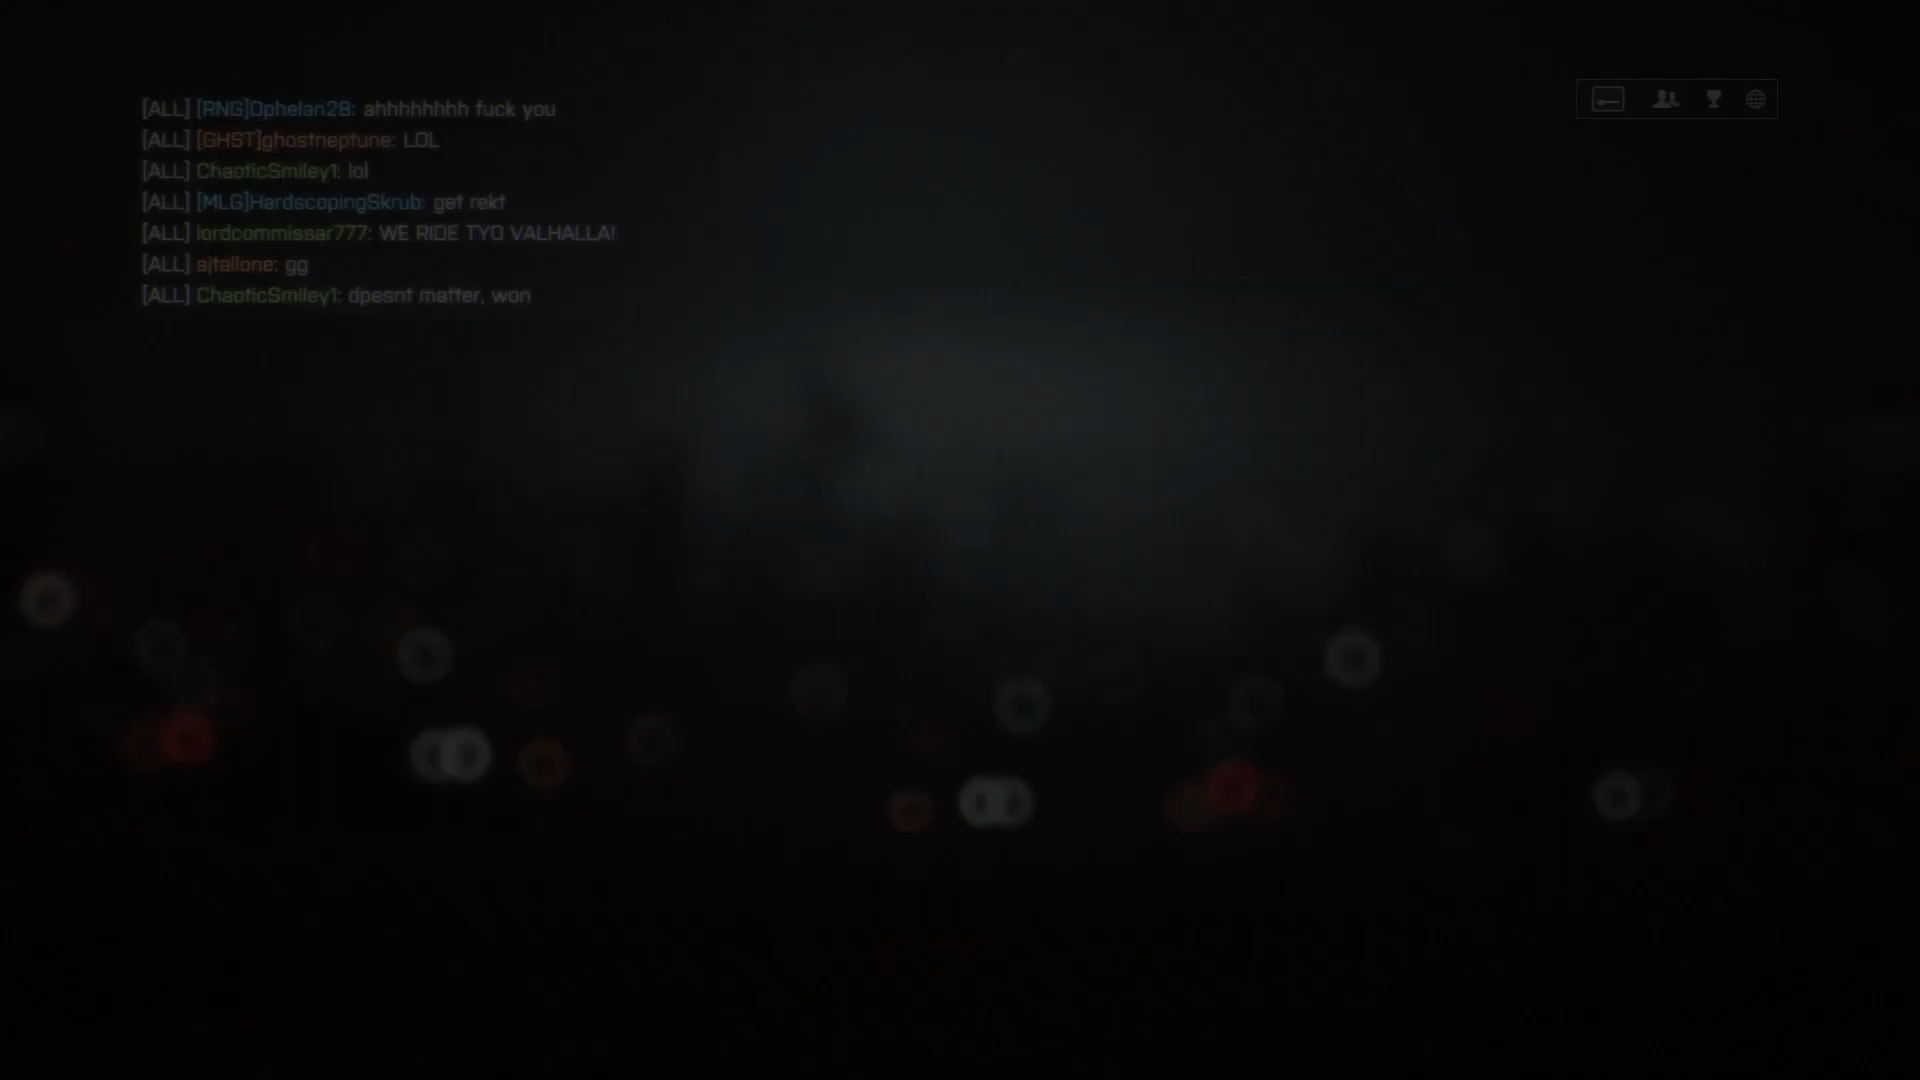 [ALL] [RNG]Ophelan28: ahhhhhhhh fuck you
[ALL] [GHST]ghostneptune: LOL
[ALL] ChaoticSmiley1: lol
[ALL] [MLG]HardscopingSkrub: get rekt
[ALL] lordcommissar777: WE RIDE TYO VALHALLA!
[ALL] ajtallone: gg
[ALL] ChaoticSmiley1: dpesnt matter, won